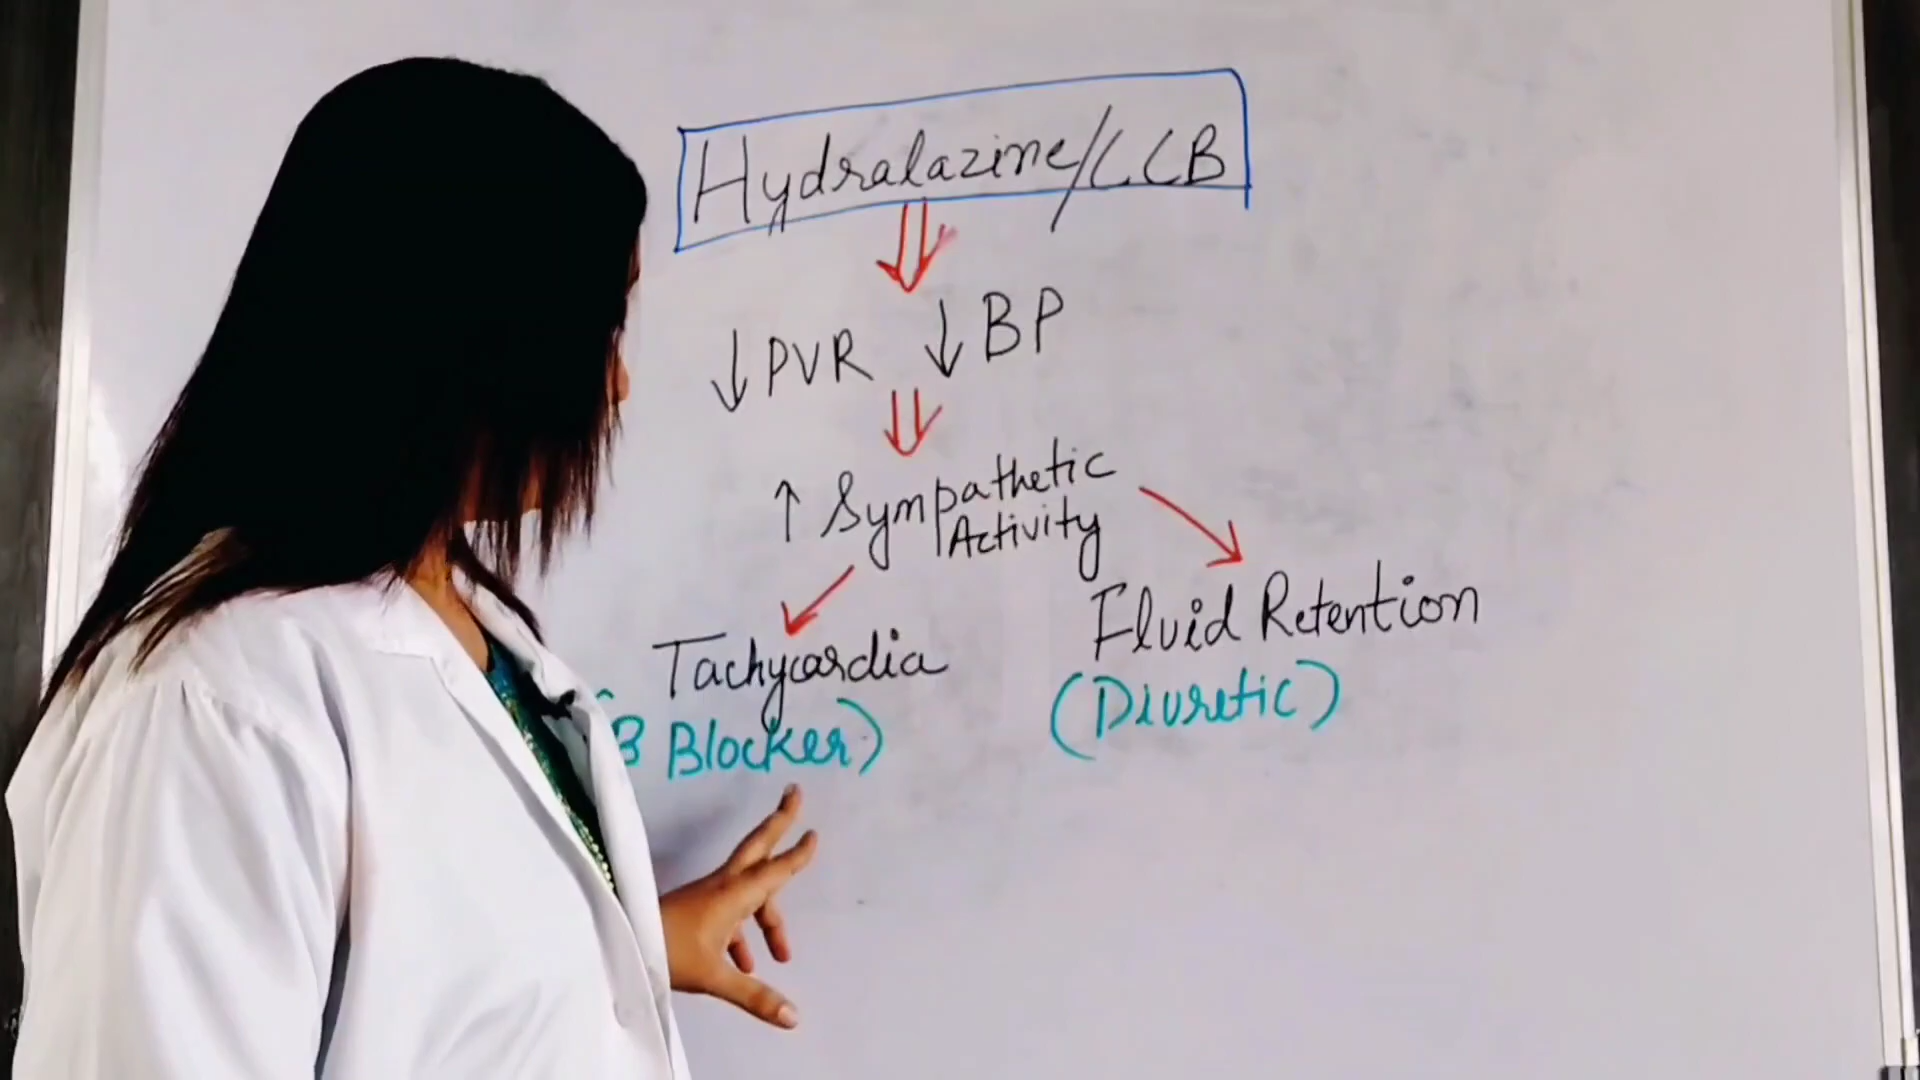 Hydralazine/CCB
↓PVR ↓BP
↑ Sympathetic
Activity
Tachycardia Fluid Retention
(B Blocker) (Diuretic)